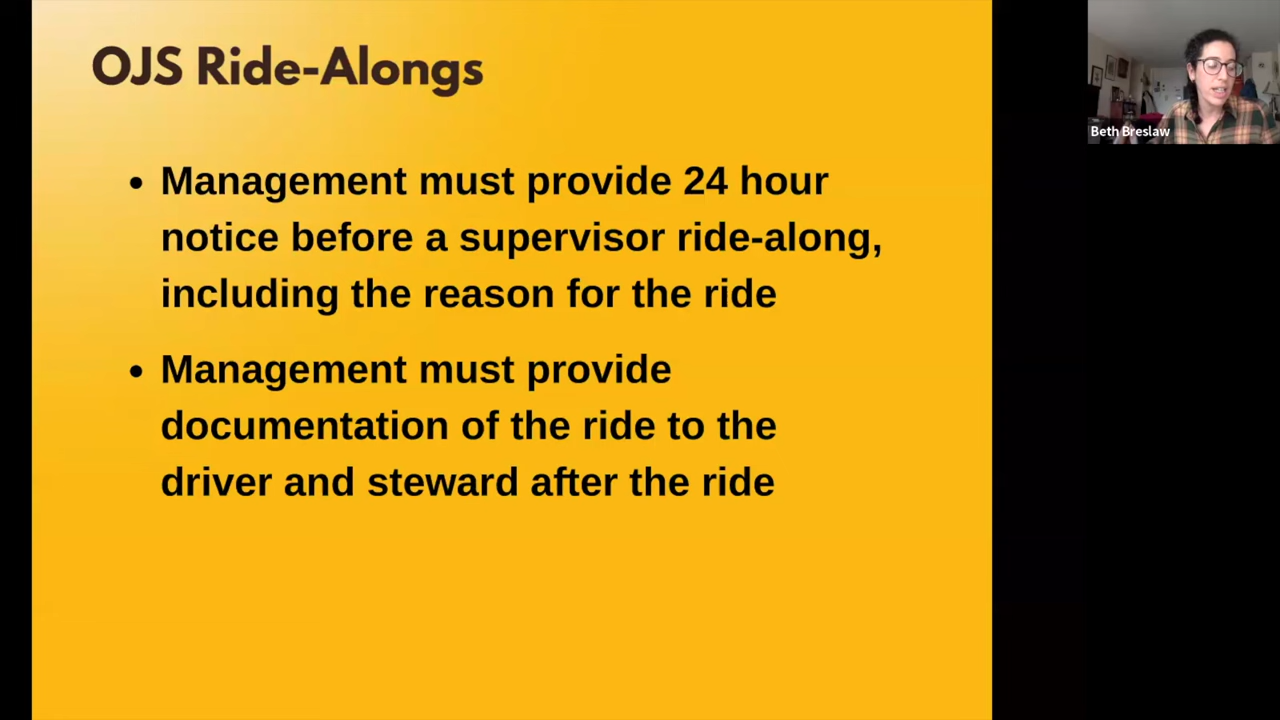 OJS Ride-Alongs
• Management must provide 24 hour
notice before a supervisor ride-along,
including the reason for the ride
• Management must provide
documentation of the ride to the
driver and steward after the ride
Beth Breslaw